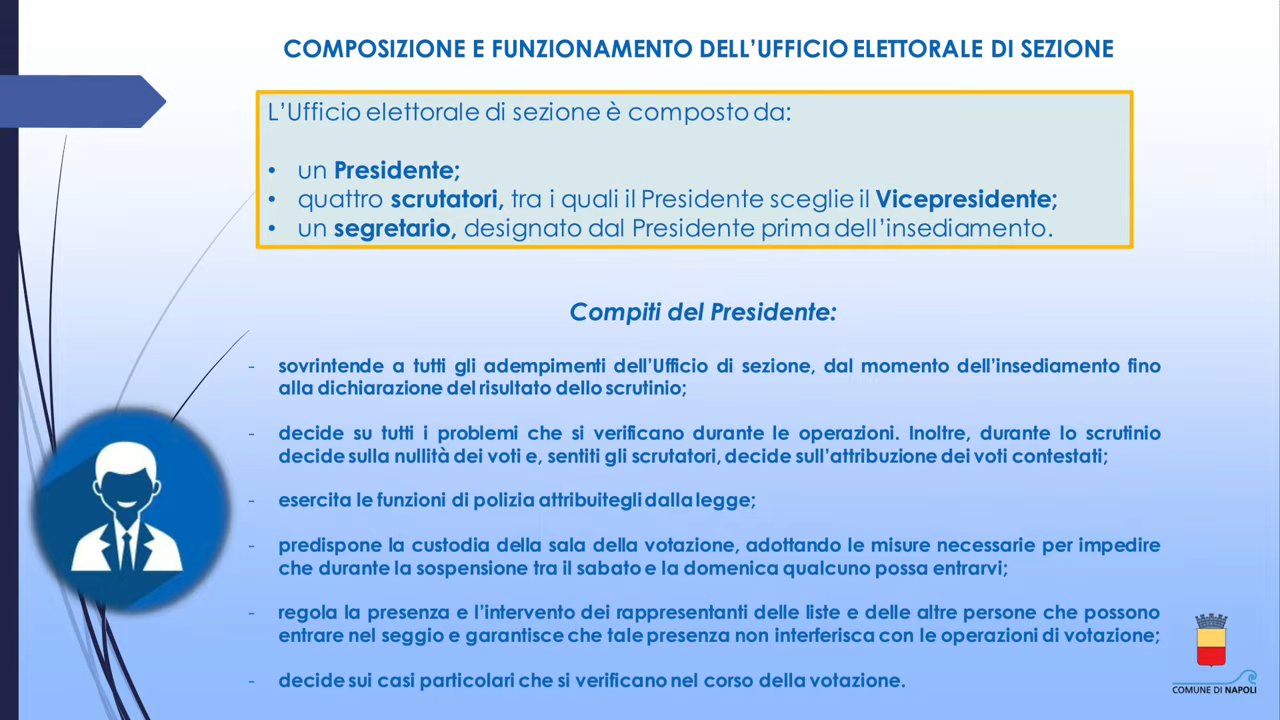 COMPOSIZIONE E FUNZIONAMENTO DELL'UFFICIO ELETTORALE DI SEZIONE
L'Ufficio elettorale di sezione è composto da:
• un Presidente;
• quattro scrutatori, tra i quali il Presidente sceglie il Vicepresidente;
• un segretario, designato dal Presidente prima dell'insediamento.
Compiti del Presidente:
- sovrintende a tutti gli adempimenti dell'Ufficio di sezione, dal momento dell'insediamento fino
alla dichiarazione del risultato dello scrutinio;
- decide su tutti i problemi che si verificano durante le operazioni. Inoltre, durante lo scrutinio
decide sulla nullità dei voti e, sentiti gli scrutatori, decide sull'attribuzione dei voti contestati;
- esercita le funzioni di polizia attribuitegli dalla legge;
- predispone la custodia della sala della votazione, adottando le misure necessarie per impedire
che durante la sospensione tra il sabato e la domenica qualcuno possa entrarvi;
- regola la presenza e l'intervento dei rappresentanti delle liste e delle altre persone che possono
entrare nel seggio e garantisce che tale presenza non interferisca con le operazioni di votazione;
- decide sui casi particolari che si verificano nel corso della votazione.
COMUNE DI NAPOLI